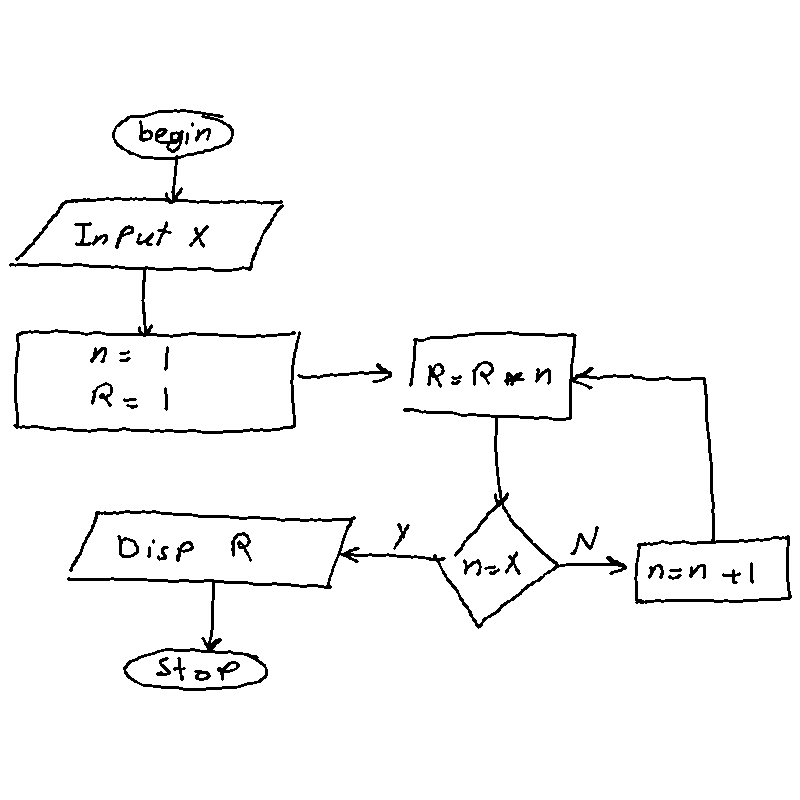 begin
Input X
n = 1
R = 1
R = R * n
n = X
Y
N
n = n + 1
Disp R
stop